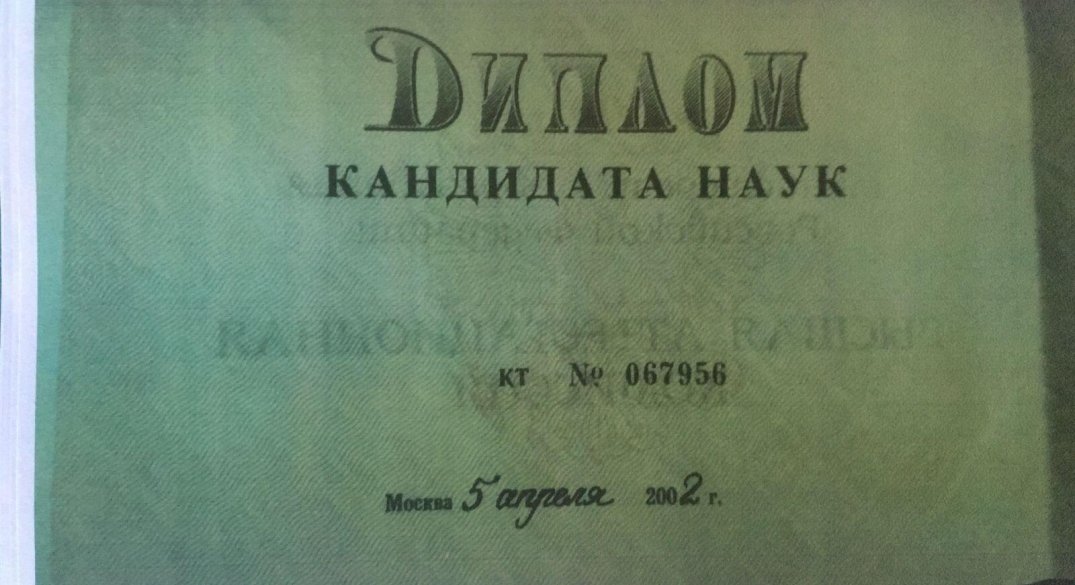 Диплом
КАНДИДАТА НАУК
КТ № 067956
Москва 5 апреля 2002 г.